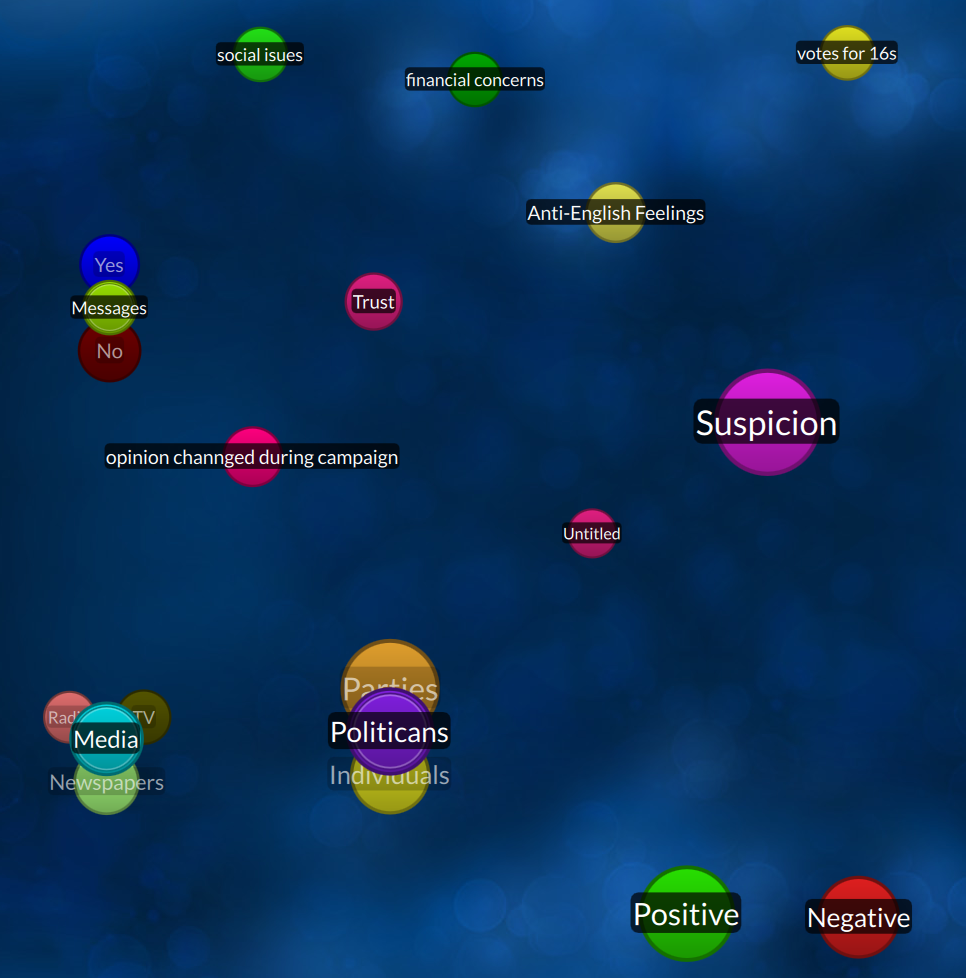 social isues
financial concerns
votes for 16s
Anti-English Feelings
Yes
Messages
No
Trust
Suspicion
opinion channged during campaign
Untitled
Parties
Politicans
Individuals
Radi
TV
Media
Newspapers
Positive
Negative